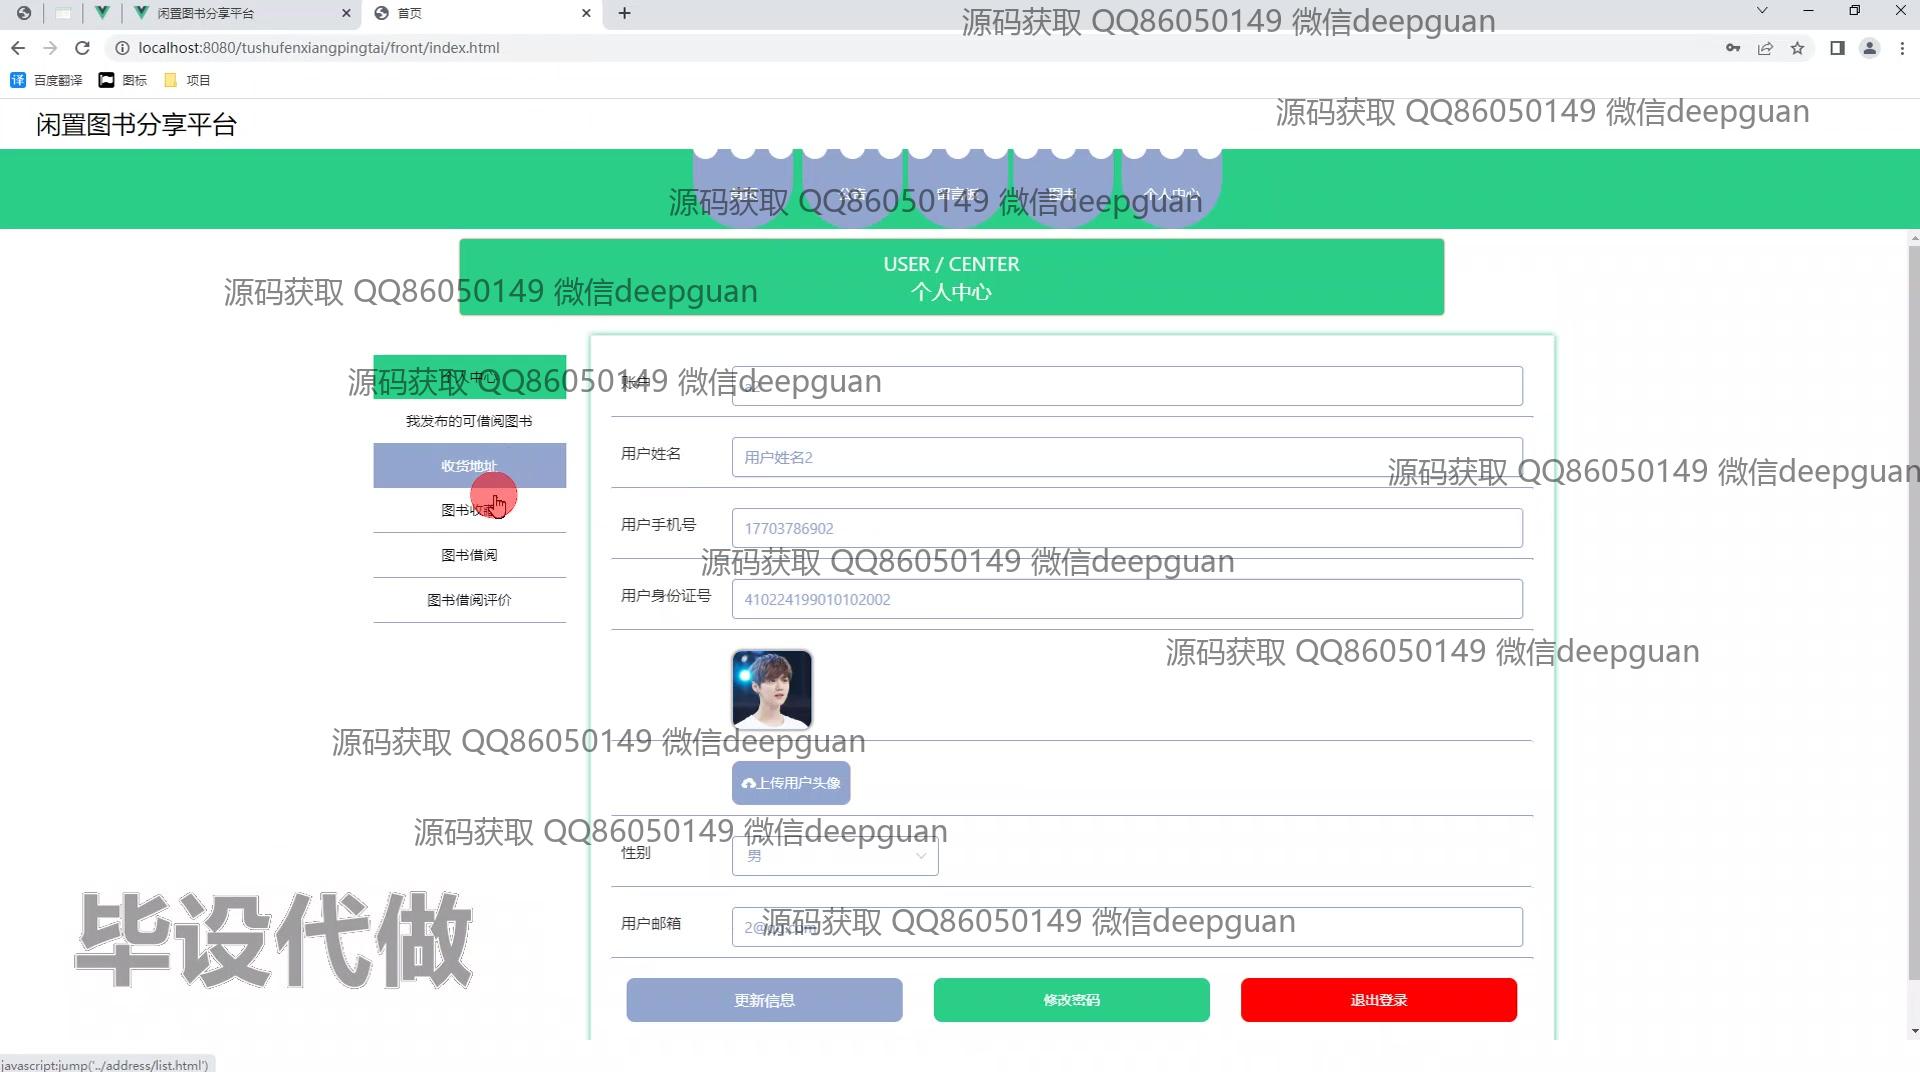 闲置图书分享平台
首页
localhost:8080/tushufenxiangpingtai/front/index.html
百度翻译
图标
项目
源码获取 QQ86050149 微信deepguan
闲置图书分享平台
源码获取 QQ86050149 微信deepguan
首页
公告
留言板
图书
个人中心
源码获取 QQ86050149 微信deepguan
USER / CENTER
个人中心
源码获取 QQ86050149 微信deepguan
个人中心
账户
源码获取 QQ86050149 微信deepguan
我发布的可借阅图书
收货地址
图书收藏
图书借阅
图书借阅评价
用户姓名
用户姓名2
源码获取 QQ86050149 微信deepguan
用户手机号
17703786902
源码获取 QQ86050149 微信deepguan
用户身份证号
410224199010102002
源码获取 QQ86050149 微信deepguan
源码获取 QQ86050149 微信deepguan
上传用户头像
源码获取 QQ86050149 微信deepguan
性别
男
用户邮箱
源码获取 QQ86050149 微信deepguan
毕设代做
更新信息
修改密码
退出登录
javascript:jump('../address/list.html')